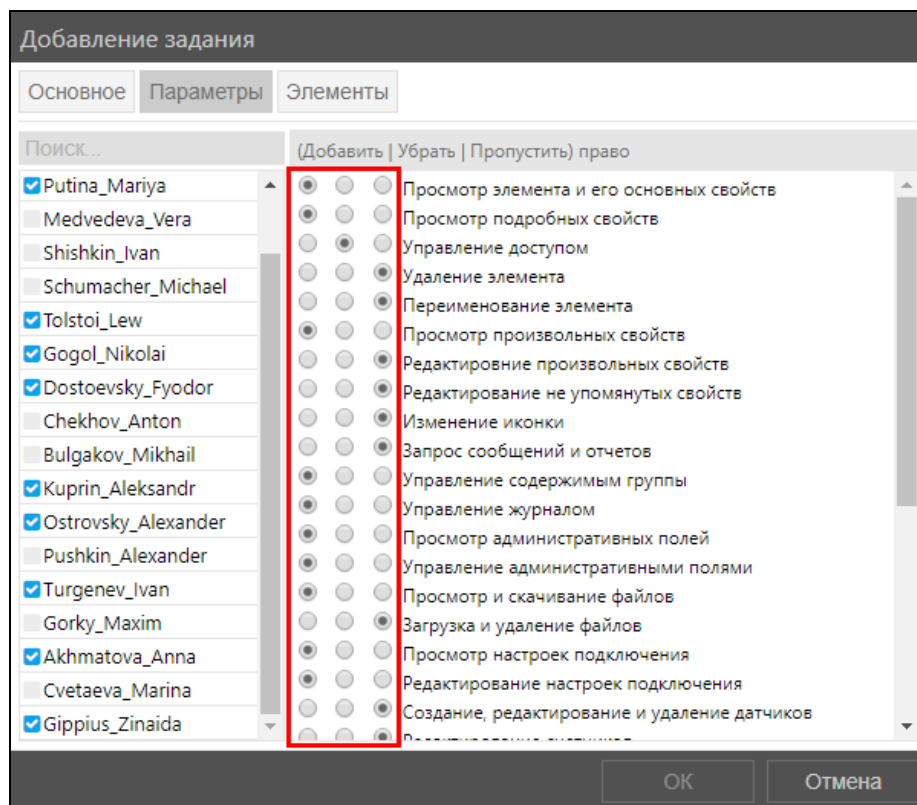 Добавление задания
Основное Параметры Элементы
Поиск...
(Добавить | Убрать | Пропустить) право
Putina_Mariya
Medvedeva_Vera
Shishkin_Ivan
Schumacher_Michael
Tolstoi_Lew
Gogol_Nikolai
Dostoevsky_Fyodor
Chekhov_Anton
Bulgakov_Mikhail
Kuprin_Aleksandr
Ostrovsky_Alexander
Pushkin_Alexander
Turgenev_Ivan
Gorky_Maxim
Akhmatova_Anna
Cvetaeva_Marina
Gippius_Zinaida
Просмотр элемента и его основных свойств
Просмотр подробных свойств
Управление доступом
Удаление элемента
Переименование элемента
Просмотр произвольных свойств
Редактировние произвольных свойств
Редактирование не упомянутых свойств
Изменение иконки
Запрос сообщений и отчетов
Управление содержимым группы
Управление журналом
Просмотр административных полей
Управление административными полями
Просмотр и скачивание файлов
Загрузка и удаление файлов
Просмотр настроек подключения
Редактирование настроек подключения
Создание, редактирование и удаление датчиков
ОК Отмена